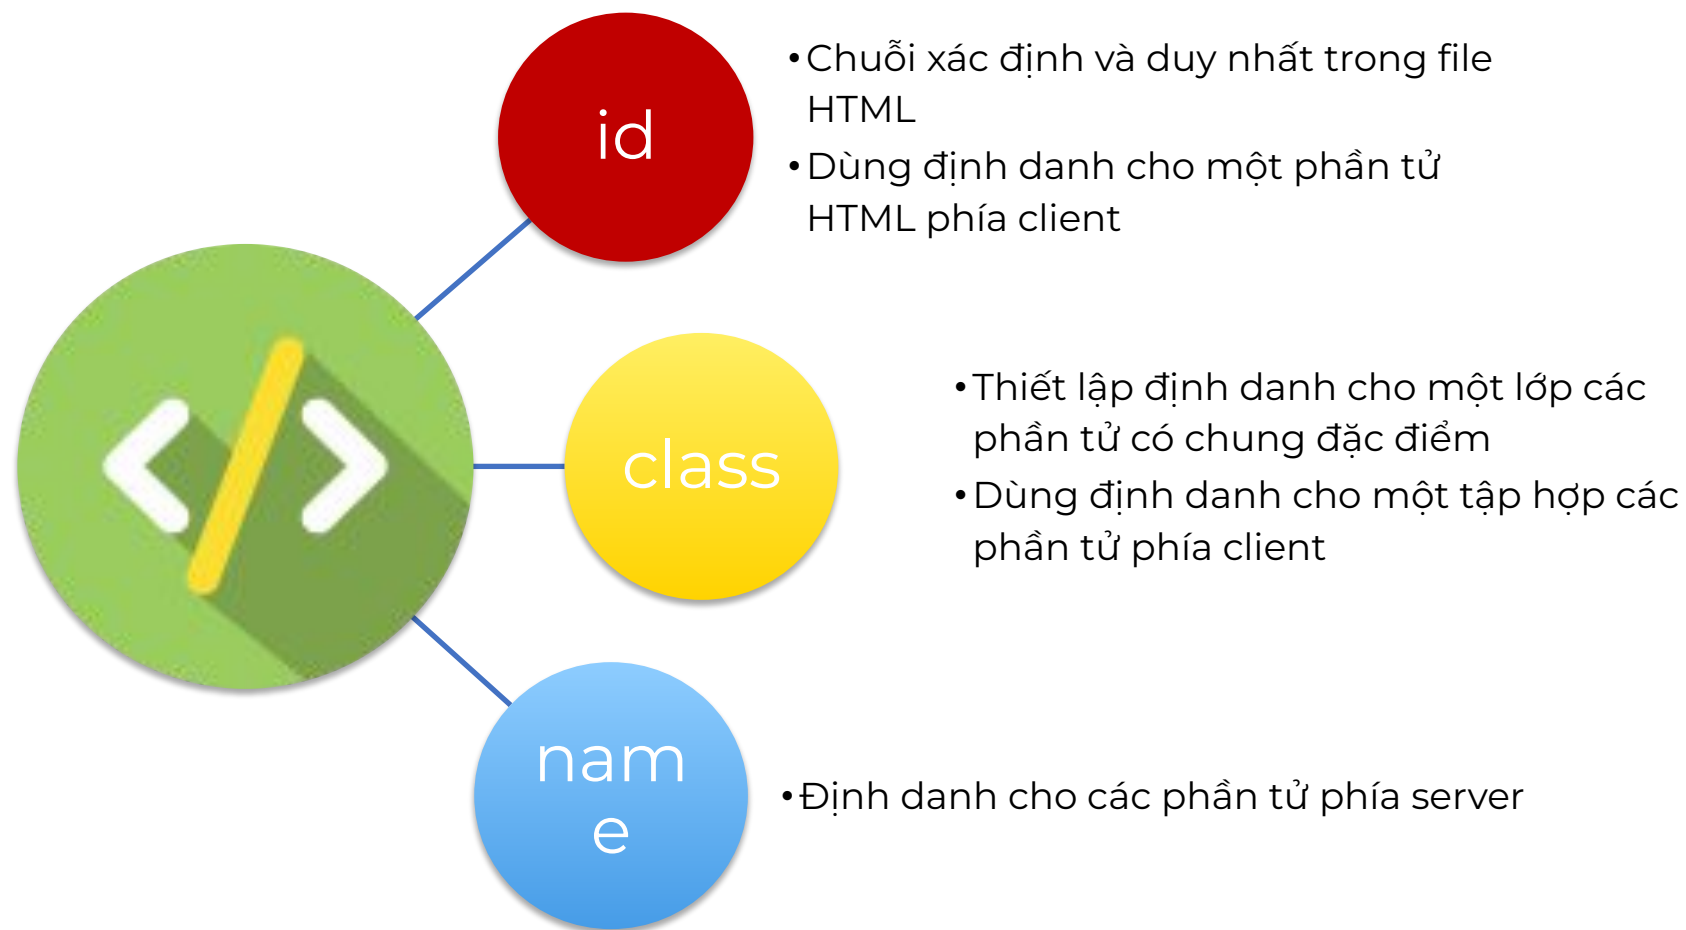 id
•Chuỗi xác định và duy nhất trong file
HTML
•Dùng định danh cho một phần tử
HTML phía client
class
•Thiết lập định danh cho một lớp các
phần tử có chung đặc điểm
•Dùng định danh cho một tập hợp các
phần tử phía client
nam
e
•Định danh cho các phần tử phía server